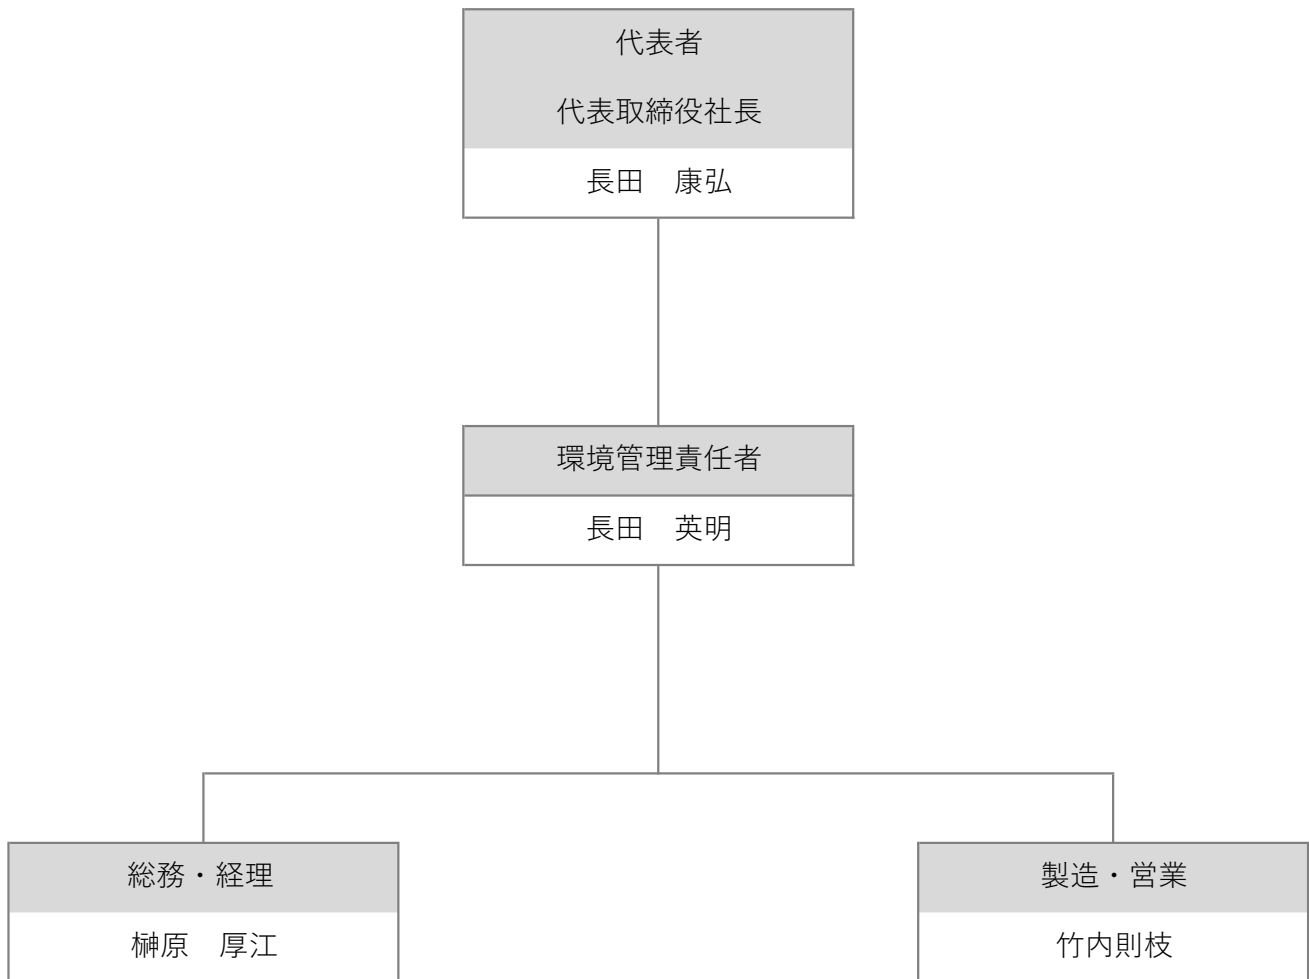 代表者
代表取締役社長
長田　康弘
環境管理責任者
長田　英明
総務・経理
榊原　厚江
製造・営業
竹内則枝